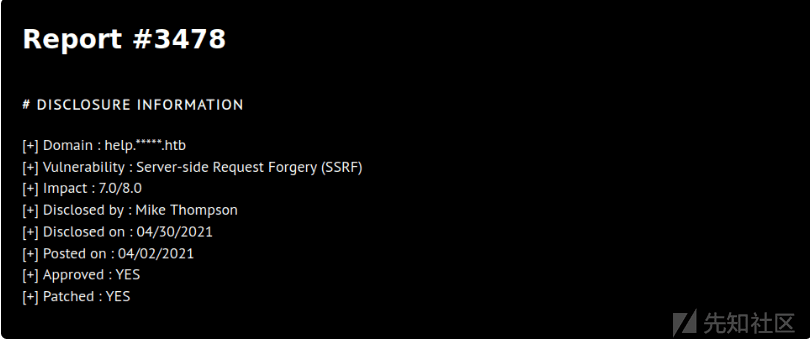 Report #3478
# DISCLOSURE INFORMATION
[+] Domain : help.*****.htb
[+] Vulnerability : Server-side Request Forgery (SSRF)
[+] Impact : 7.0/8.0
[+] Disclosed by : Mike Thompson
[+] Disclosed on : 04/30/2021
[+] Posted on : 04/02/2021
[+] Approved : YES
[+] Patched : YES
先知社区